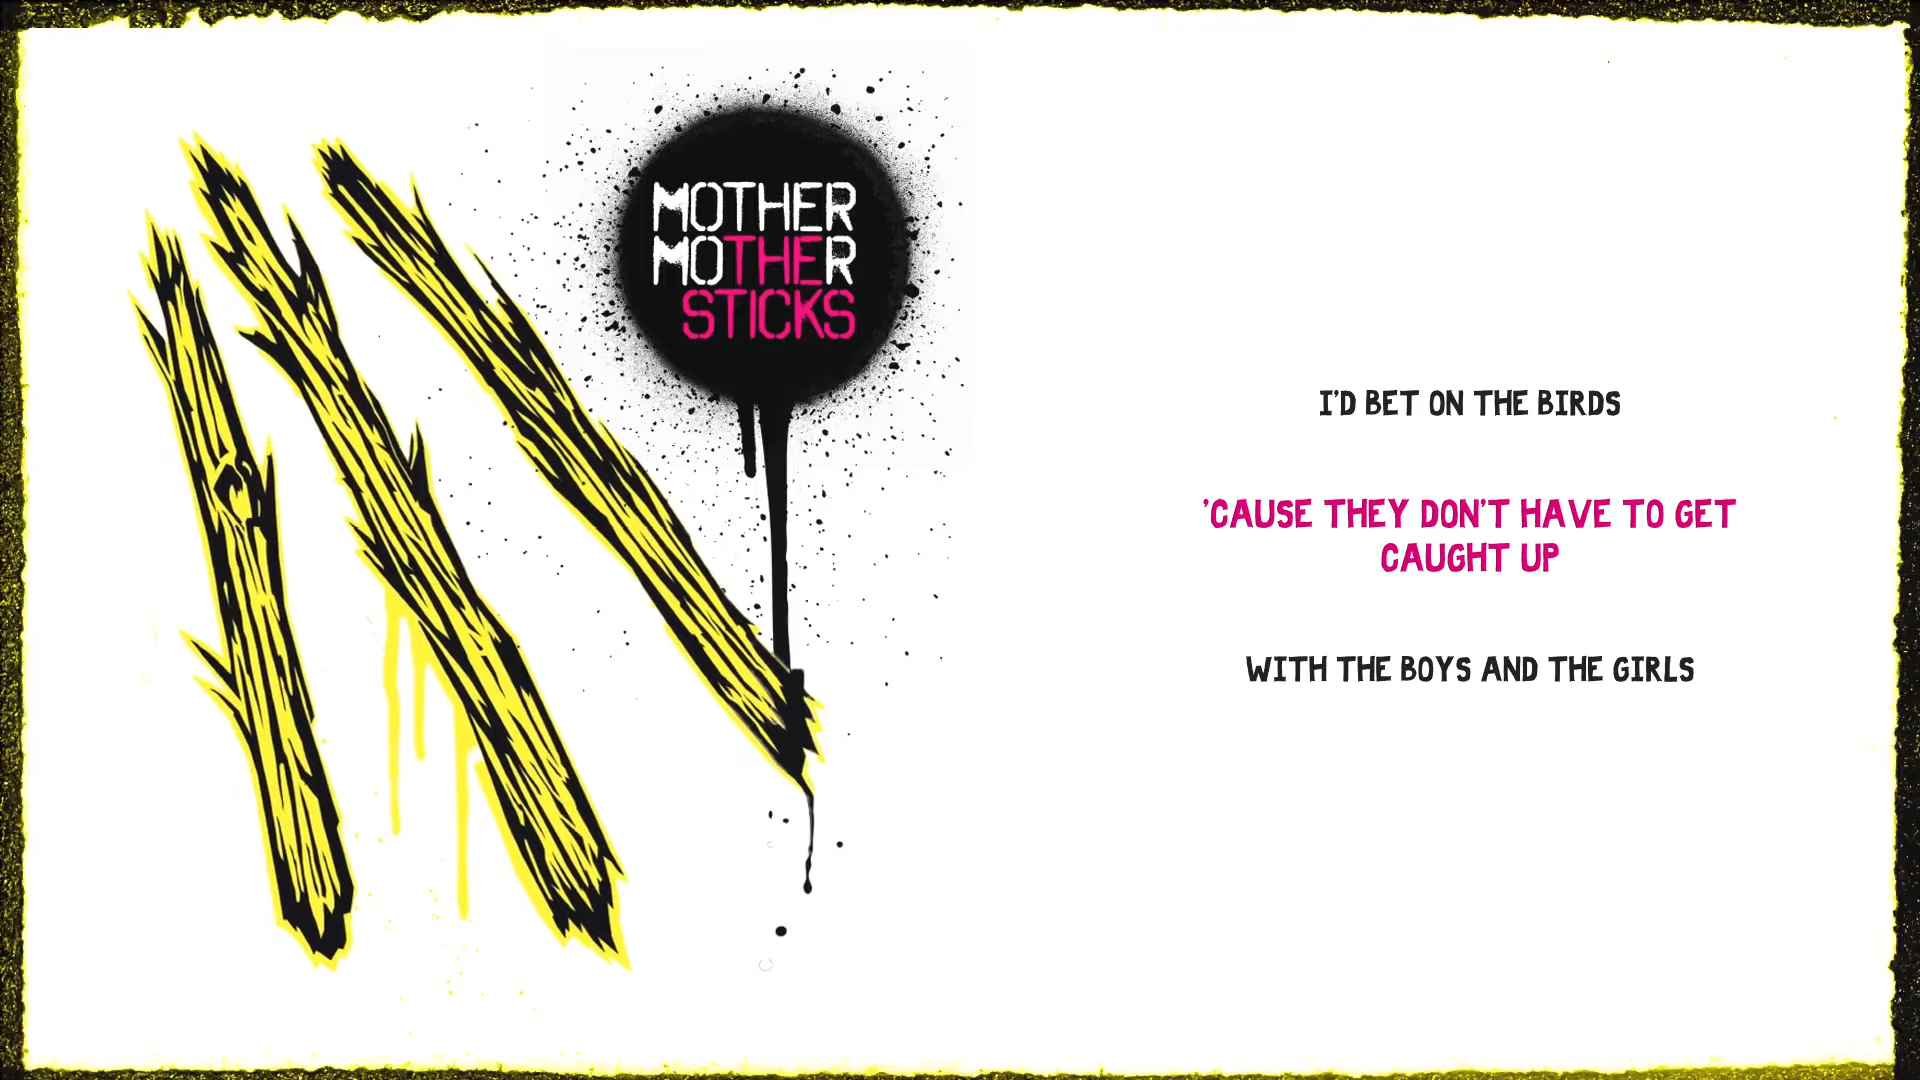 MOTHER
MOTHER
STICKS
I'D BET ON THE BIRDS
'CAUSE THEY DON'T HAVE TO GET
CAUGHT UP
WITH THE BOYS AND THE GIRLS